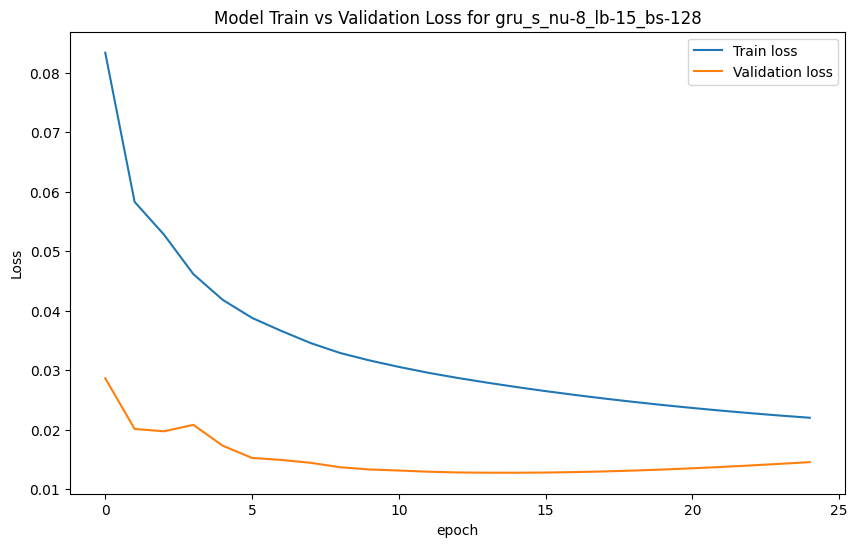 Model Train vs Validation Loss for gru_s_nu-8_lb-15_bs-128
Train loss
Validation loss
0.08
0.07
0.06
0.05
0.04
0.03
0.02
0.01
Loss
0 5 10 15 20 25
epoch